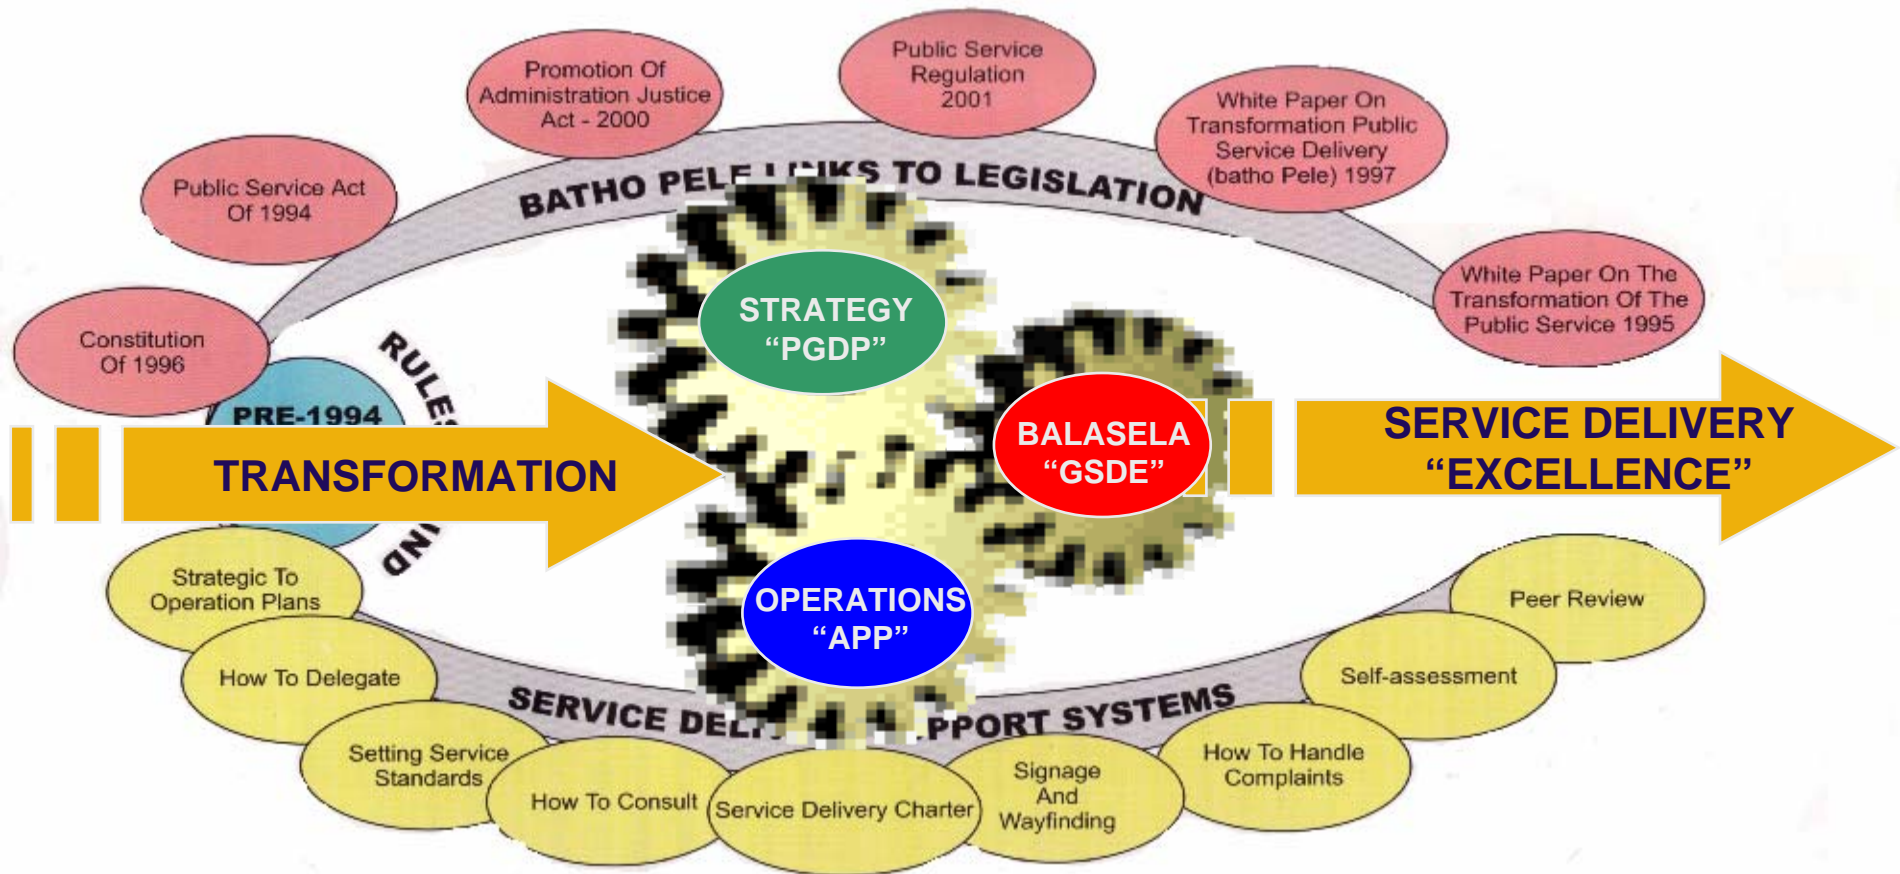 Public Service
Regulation
2001
Promotion Of
Administration Justice
Act - 2000
White Paper On
Transformation Public
Service Delivery
(batho Pele) 1997
Public Service Act
Of 1994
BATHO PELE LINKS TO LEGISLATION
White Paper On The
Transformation Of The
Public Service 1995
Constitution
Of 1996
STRATEGY
“PGDP”
RULES
PRE-1994
BALASELA
“GSDE”
SERVICE DELIVERY
“EXCELLENCE”
TRANSFORMATION
Strategic To
Operation Plans
OPERATIONS
“APP”
Peer Review
How To Delegate
Self-assessment
SERVICE
SYSTEMS
Setting Service
Standards
How To Consult
Service Delivery Charter
Signage
And
Wayfinding
How To Handle
Complaints